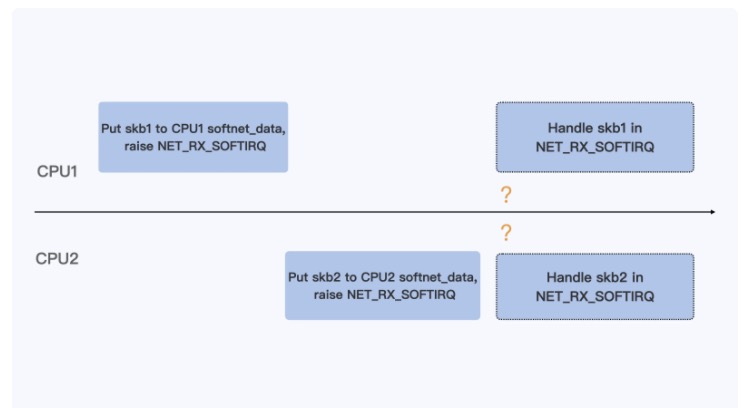 Put skb1 to CPU1 softnet_data,
raise NET_RX_SOFTIRQ
Handle skb1 in
NET_RX_SOFTIRQ
CPU1
?
?
CPU2
Put skb2 to CPU2 softnet_data,
raise NET_RX_SOFTIRQ
Handle skb2 in
NET_RX_SOFTIRQ